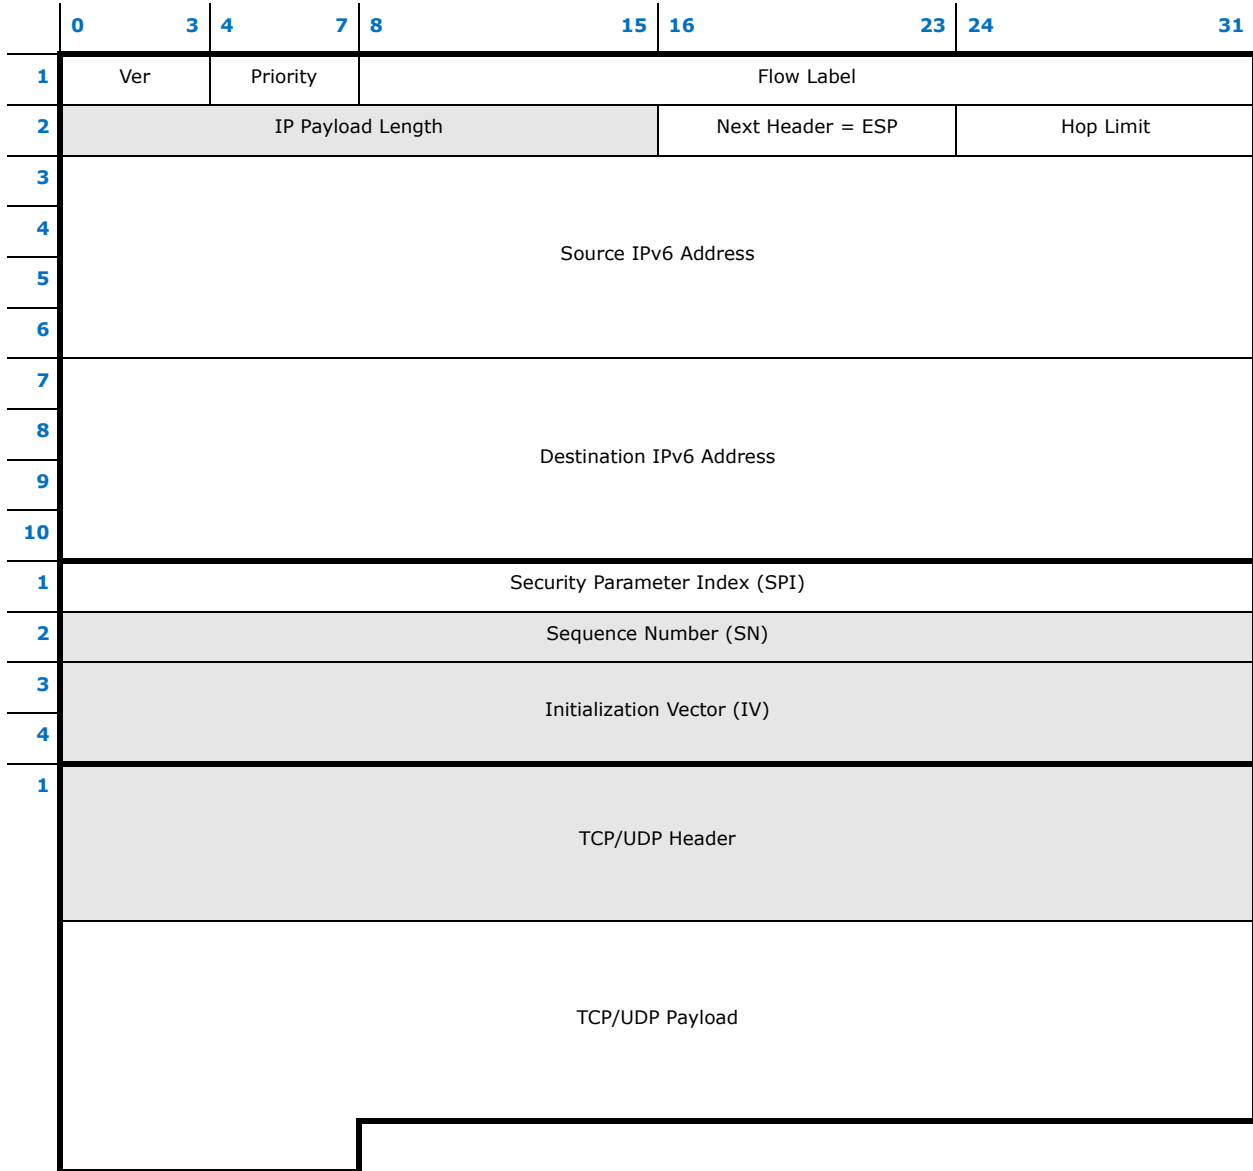 0 3 4 7 8 15 16 23 24 31
1 Ver Priority Flow Label
2 IP Payload Length Next Header = ESP Hop Limit
3
4
Source IPv6 Address
5
6
7
8
Destination IPv6 Address
9
10
1 Security Parameter Index (SPI)
2 Sequence Number (SN)
3
Initialization Vector (IV)
4
1
TCP/UDP Header
TCP/UDP Payload